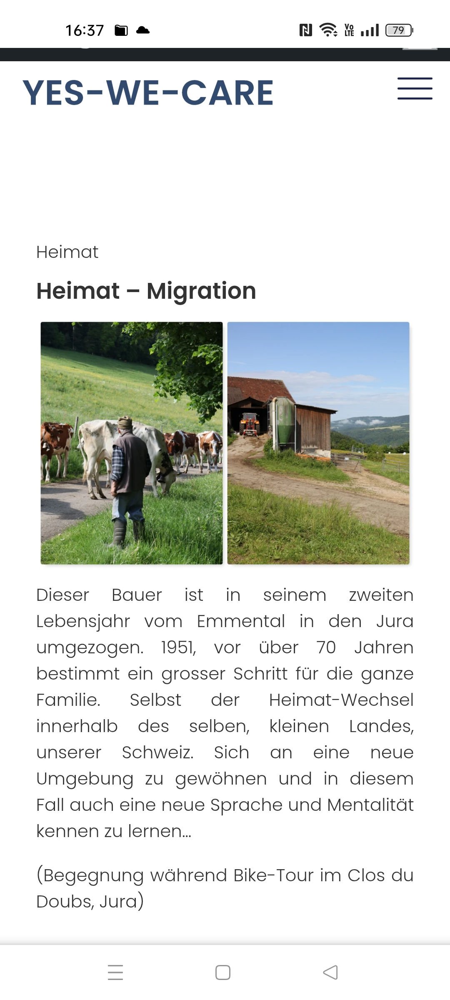 16:37
Vo
LTE
79
YES-WE-CARE
Heimat
Heimat – Migration
Dieser Bauer ist in seinem zweiten
Lebensjahr vom Emmental in den Jura
umgezogen. 1951, vor über 70 Jahren
bestimmt ein grosser Schritt für die ganze
Familie. Selbst der Heimat-Wechsel
innerhalb des selben, kleinen Landes,
unserer Schweiz. Sich an eine neue
Umgebung zu gewöhnen und in diesem
Fall auch eine neue Sprache und Mentalität
kennen zu lernen...
(Begegnung während Bike-Tour im Clos du
Doubs, Jura)